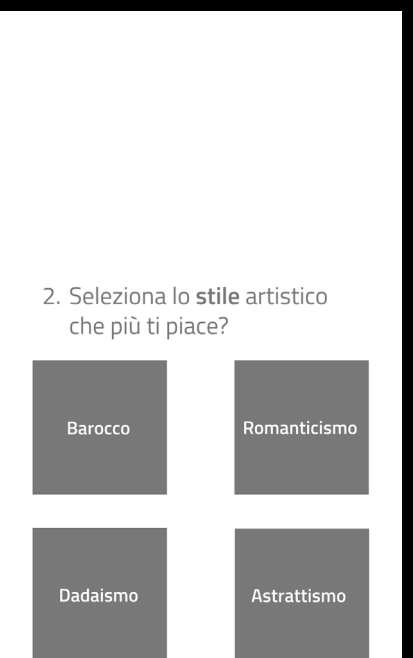 2. Seleziona lo stile artistico
che più ti piace?
Barocco
Romanticismo
Dadaismo
Astrattismo